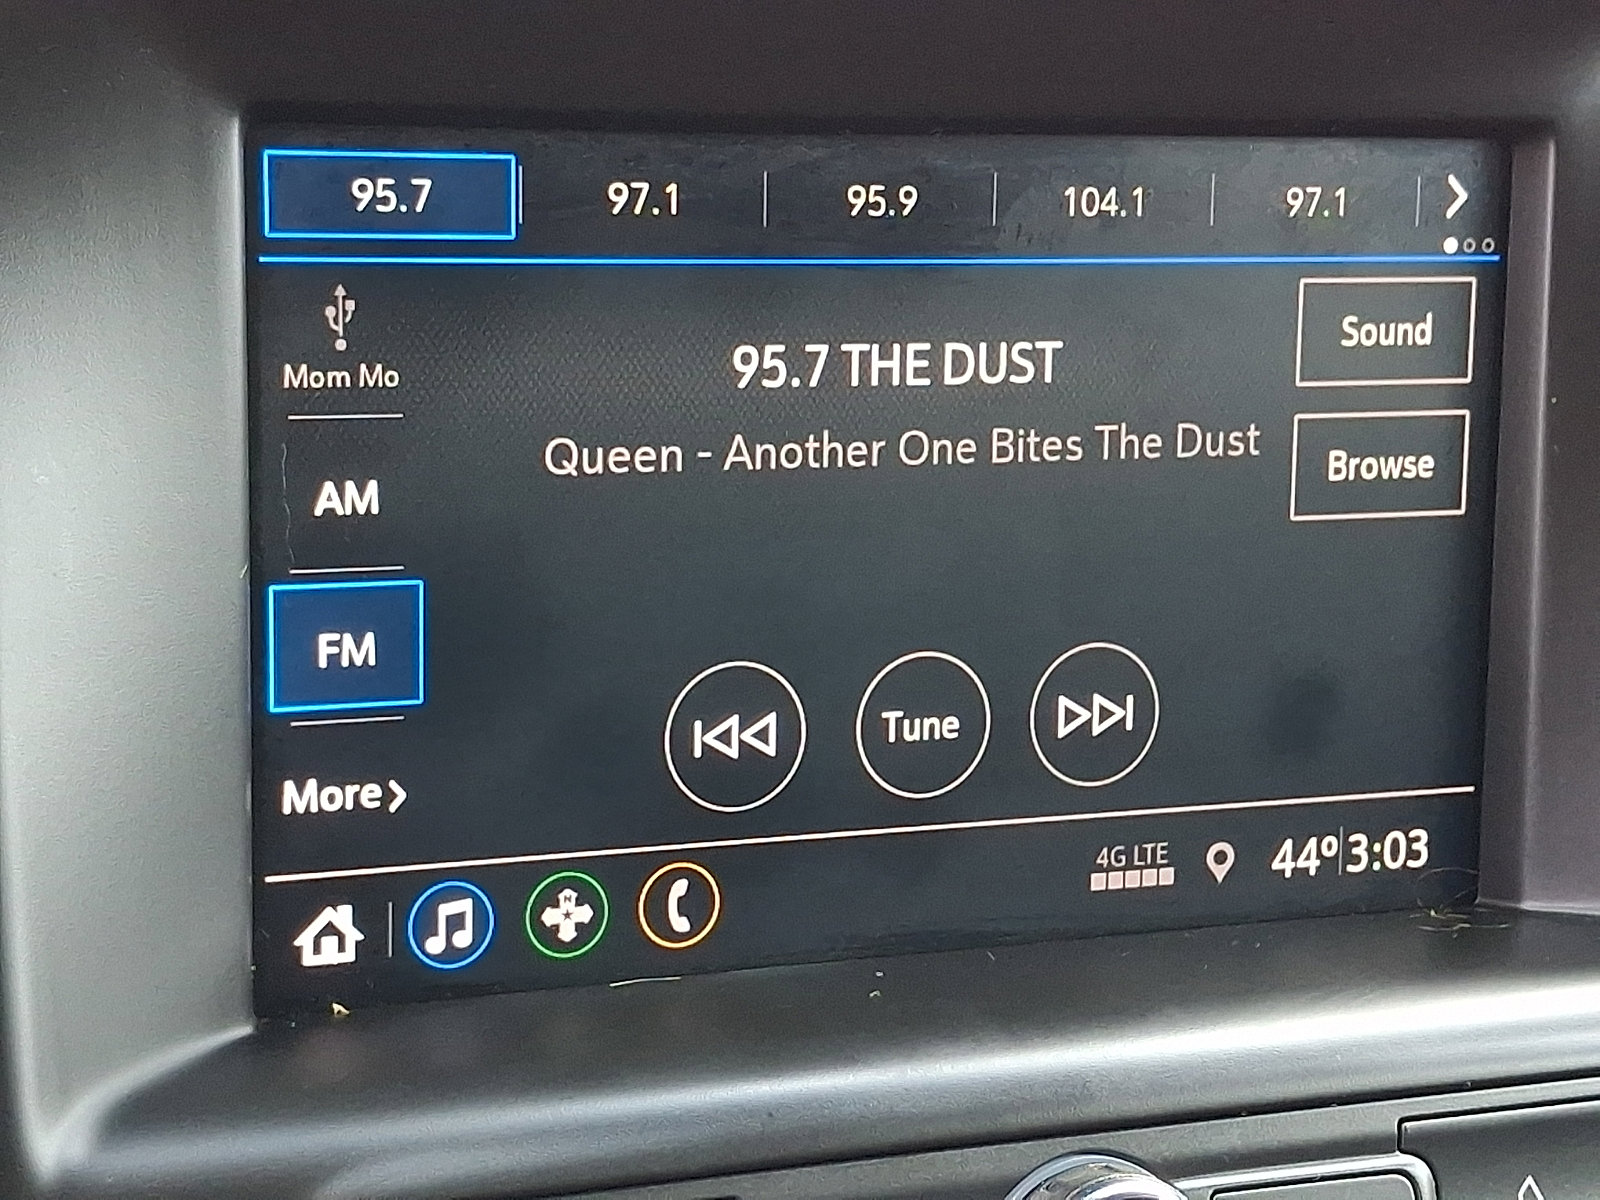 95.7 97.1 95.9 104.1 97.1
Mom Mo
AM
FM
More
95.7 THE DUST
Queen - Another One Bites The Dust
Sound
Browse
Tune
4G LTE
44° 3:03
N